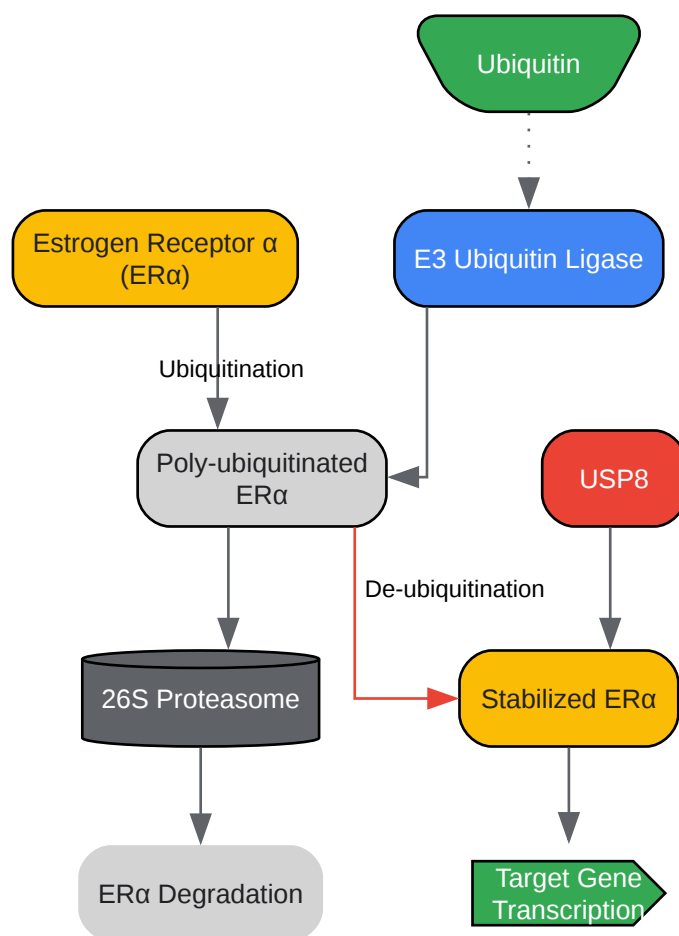 Ubiquitin
Estrogen Receptor α
(ERα)
E3 Ubiquitin Ligase
Ubiquitination
Poly-ubiquitinated
ERα
USP8
De-ubiquitination
26S Proteasome
Stabilized ERα
ERα Degradation
Target Gene
Transcription